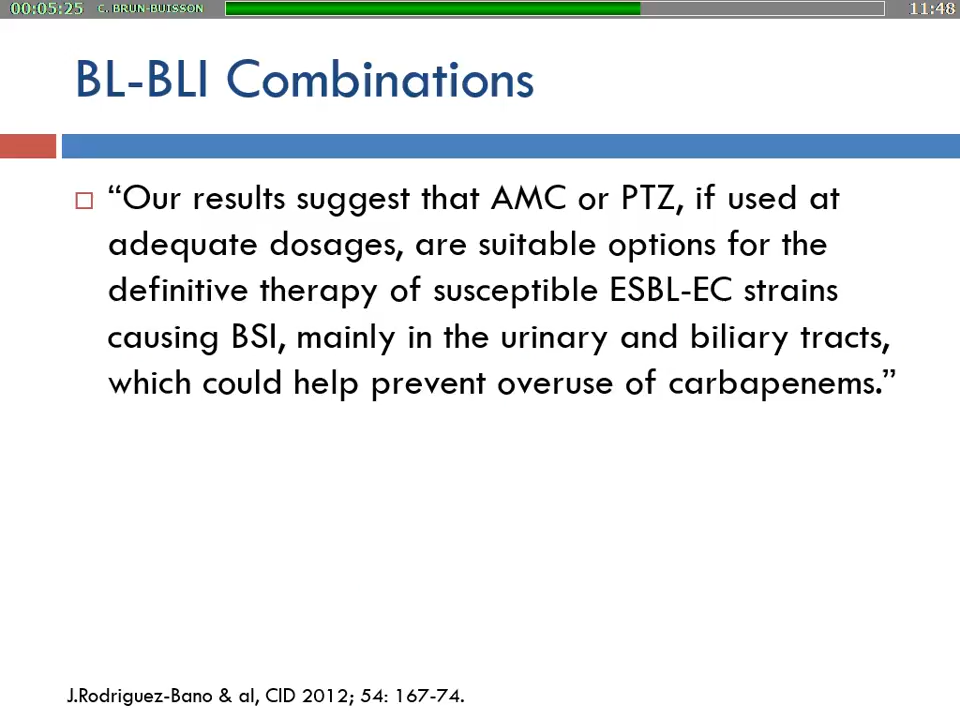 00:05:25 C. BRUN-BUISSON 11:48
BL-BLI Combinations
“Our results suggest that AMC or PTZ, if used at
adequate dosages, are suitable options for the
definitive therapy of susceptible ESBL-EC strains
causing BSI, mainly in the urinary and biliary tracts,
which could help prevent overuse of carbapenems.”
J.Rodriguez-Bano & al, CID 2012; 54: 167-74.